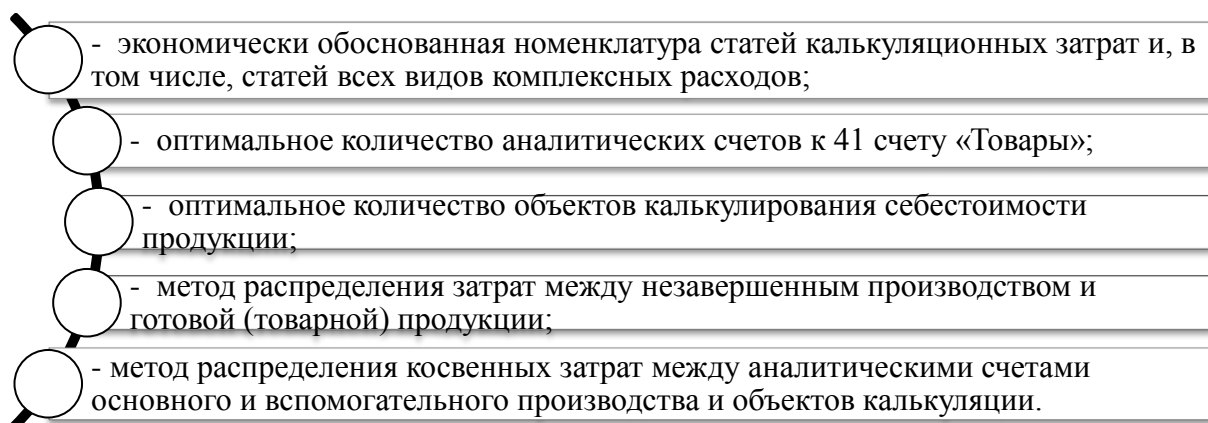 - экономически обоснованная номенклатура статей калькуляционных затрат и, в
том числе, статей всех видов комплексных расходов;
- оптимальное количество аналитических счетов к 41 счету «Товары»;
- оптимальное количество объектов калькулирования себестоимости
продукции;
- метод распределения затрат между незавершенным производством и
готовой (товарной) продукции;
- метод распределения косвенных затрат между аналитическими счетами
основного и вспомогательного производства и объектов калькуляции.